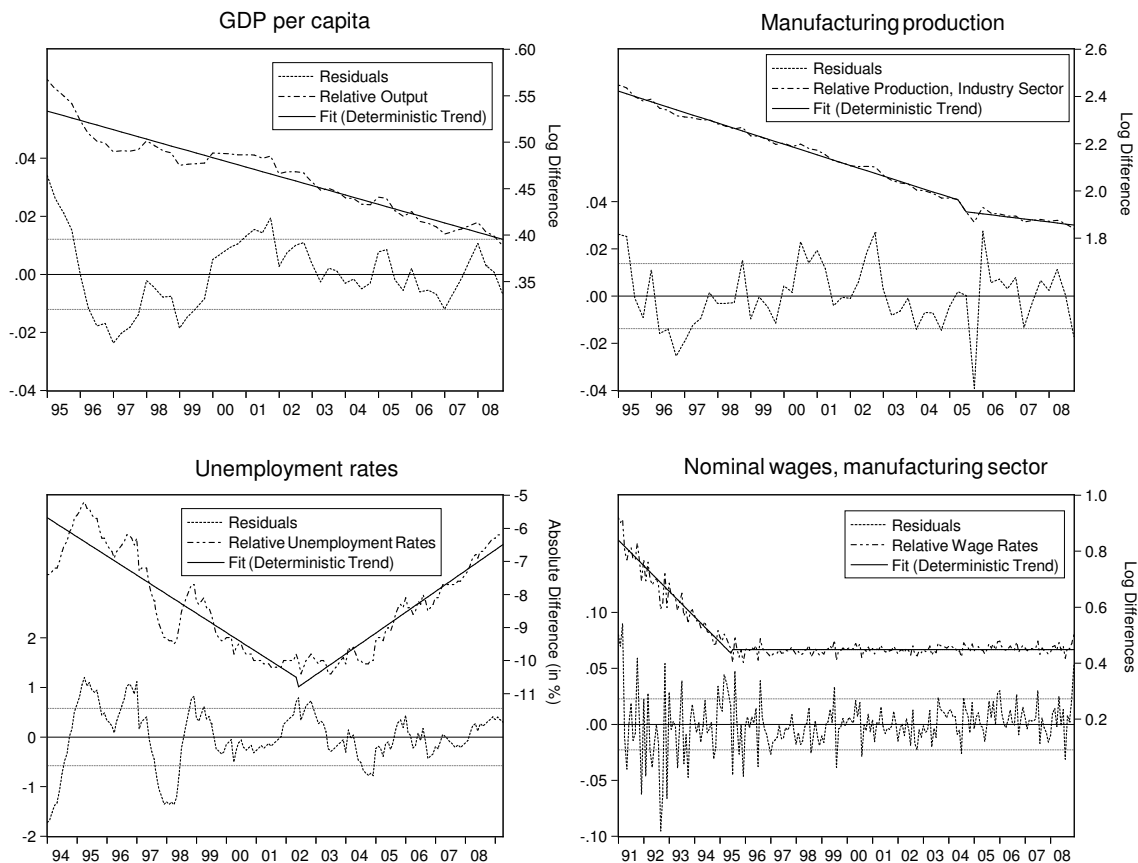 GDP per capita
.60
.55
.50
.45
.40
.35
Log Difference
.04
.02
.00
-.02
-.04
Residuals
Relative Output
Fit (Deterministic Trend)
95 96 97 98 99 00 01 02 03 04 05 06 07 08
Manufacturing production
2.6
2.4
2.2
2.0
1.8
Log Difference
.04
.02
.00
-.02
-.04
Residuals
Relative Production, Industry Sector
Fit (Deterministic Trend)
95 96 97 98 99 00 01 02 03 04 05 06 07 08
Unemployment rates
-5
-6
-7
-8
-9
-10
-11
Absolute Difference (in %)
2
1
0
-1
-2
Residuals
Relative Unemployment Rates
Fit (Deterministic Trend)
94 95 96 97 98 99 00 01 02 03 04 05 06 07 08
Nominal wages, manufacturing sector
1.0
0.8
0.6
0.4
0.2
Log Differences
.10
.05
.00
-.05
-.10
Residuals
Relative Wage Rates
Fit (Deterministic Trend)
91 92 93 94 95 96 97 98 99 00 01 02 03 04 05 06 07 08